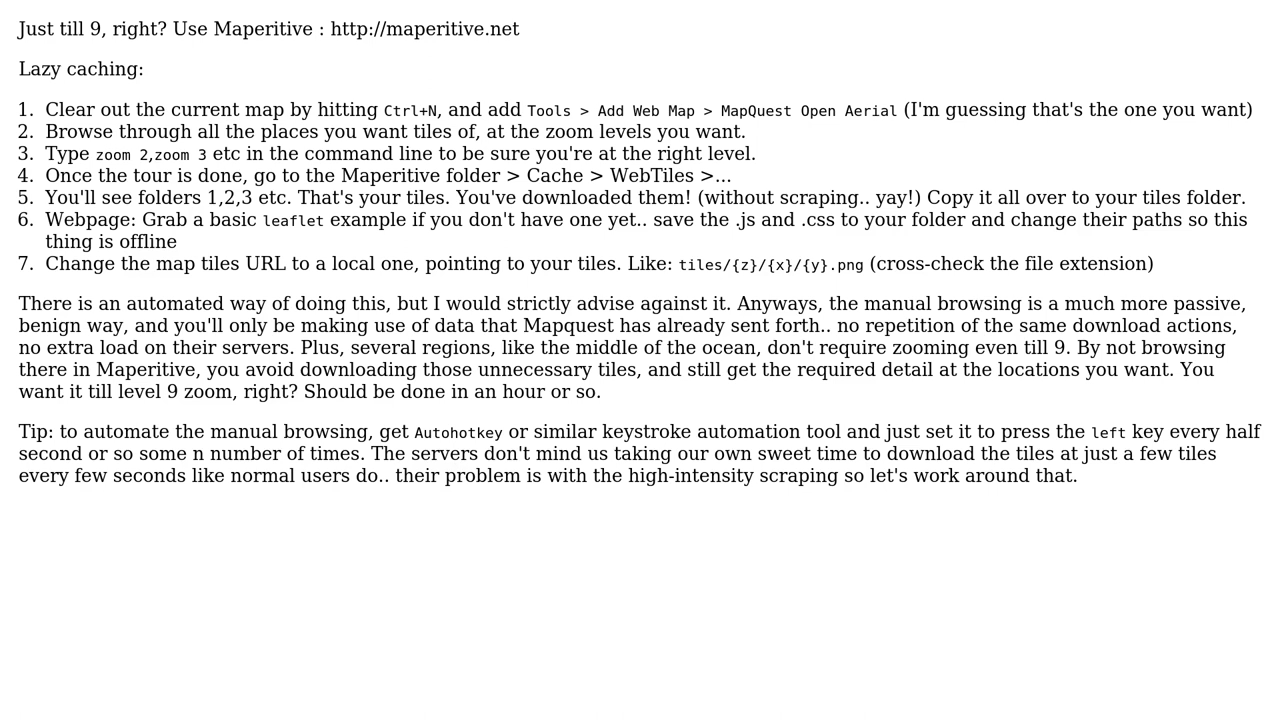 Just till 9, right? Use Maperitive : http://maperitive.net
Lazy caching:
1. Clear out the current map by hitting Ctrl+N, and add Tools > Add Web Map > MapQuest Open Aerial (I'm guessing that's the one you want)
2. Browse through all the places you want tiles of, at the zoom levels you want.
3. Type zoom 2,zoom 3 etc in the command line to be sure you're at the right level.
4. Once the tour is done, go to the Maperitive folder > Cache > WebTiles >...
5. You'll see folders 1,2,3 etc. That's your tiles. You've downloaded them! (without scraping.. yay!) Copy it all over to your tiles folder.
6. Webpage: Grab a basic leaflet example if you don't have one yet.. save the .js and .css to your folder and change their paths so this
thing is offline
7. Change the map tiles URL to a local one, pointing to your tiles. Like: tiles/{z}/{x}/{y}.png (cross-check the file extension)
There is an automated way of doing this, but I would strictly advise against it. Anyways, the manual browsing is a much more passive,
benign way, and you'll only be making use of data that Mapquest has already sent forth.. no repetition of the same download actions,
no extra load on their servers. Plus, several regions, like the middle of the ocean, don't require zooming even till 9. By not browsing
there in Maperitive, you avoid downloading those unnecessary tiles, and still get the required detail at the locations you want. You
want it till level 9 zoom, right? Should be done in an hour or so.
Tip: to automate the manual browsing, get Autohotkey or similar keystroke automation tool and just set it to press the left key every half
second or so some n number of times. The servers don't mind us taking our own sweet time to download the tiles at just a few tiles
every few seconds like normal users do.. their problem is with the high-intensity scraping so let's work around that.